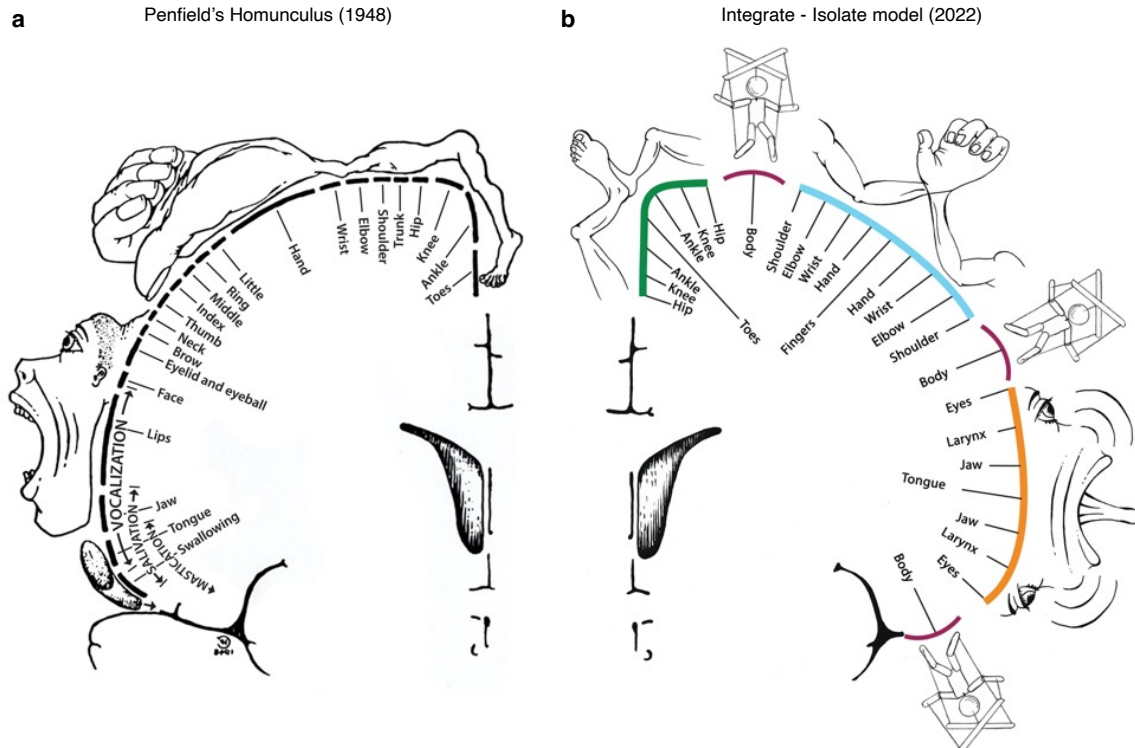 a
Penfield's Homunculus (1948)
Toes
Ankle
Knee
Hip
Trunk
Shoulder
Elbow
Wrist
Hand
Little
Ring
Middle
Index
Thumb
Neck
Brow
Eyelid and eyeball
Face
Lips
Jaw
Tongue
Swallowing
VOCALIZATION
SALIVATION
MASTICATION
b
Integrate - Isolate model (2022)
Hip
Knee
Ankle
Toes
Ankle
Knee
Hip
Body
Shoulder
Elbow
Wrist
Hand
Fingers
Hand
Wrist
Elbow
Shoulder
Body
Eyes
Larynx
Jaw
Tongue
Jaw
Larynx
Eyes
Body